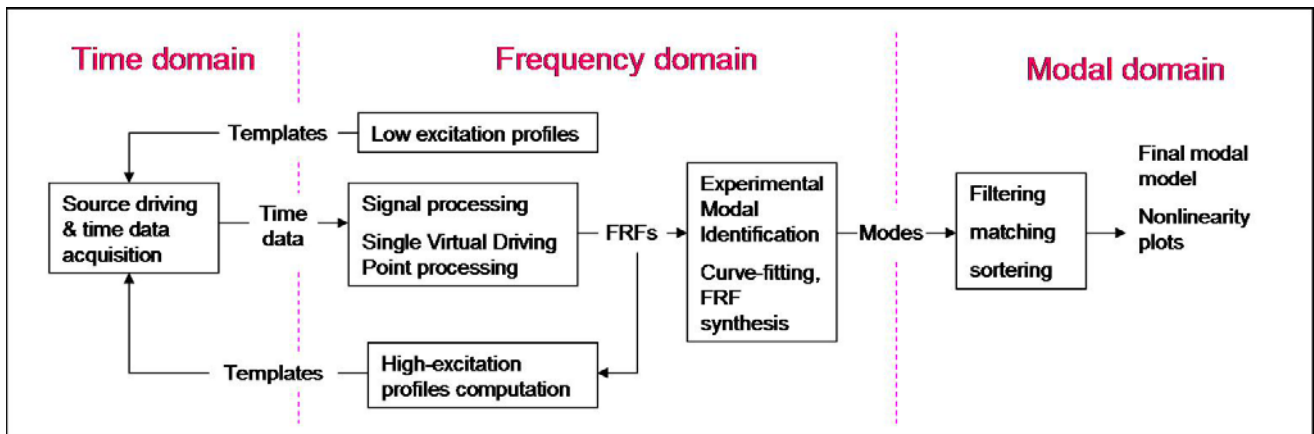 Time domain
Frequency domain
Modal domain
Templates
Low excitation profiles
Source driving
& time data
acquisition
Time
data
Signal processing
Single Virtual Driving
Point processing
FRFs
Experimental
Modal
Identification
Curve-fitting,
FRF
synthesis
Modes
Filtering
matching
sortering
Final modal
model
Nonlinearity
plots
Templates
High-excitation
profiles computation